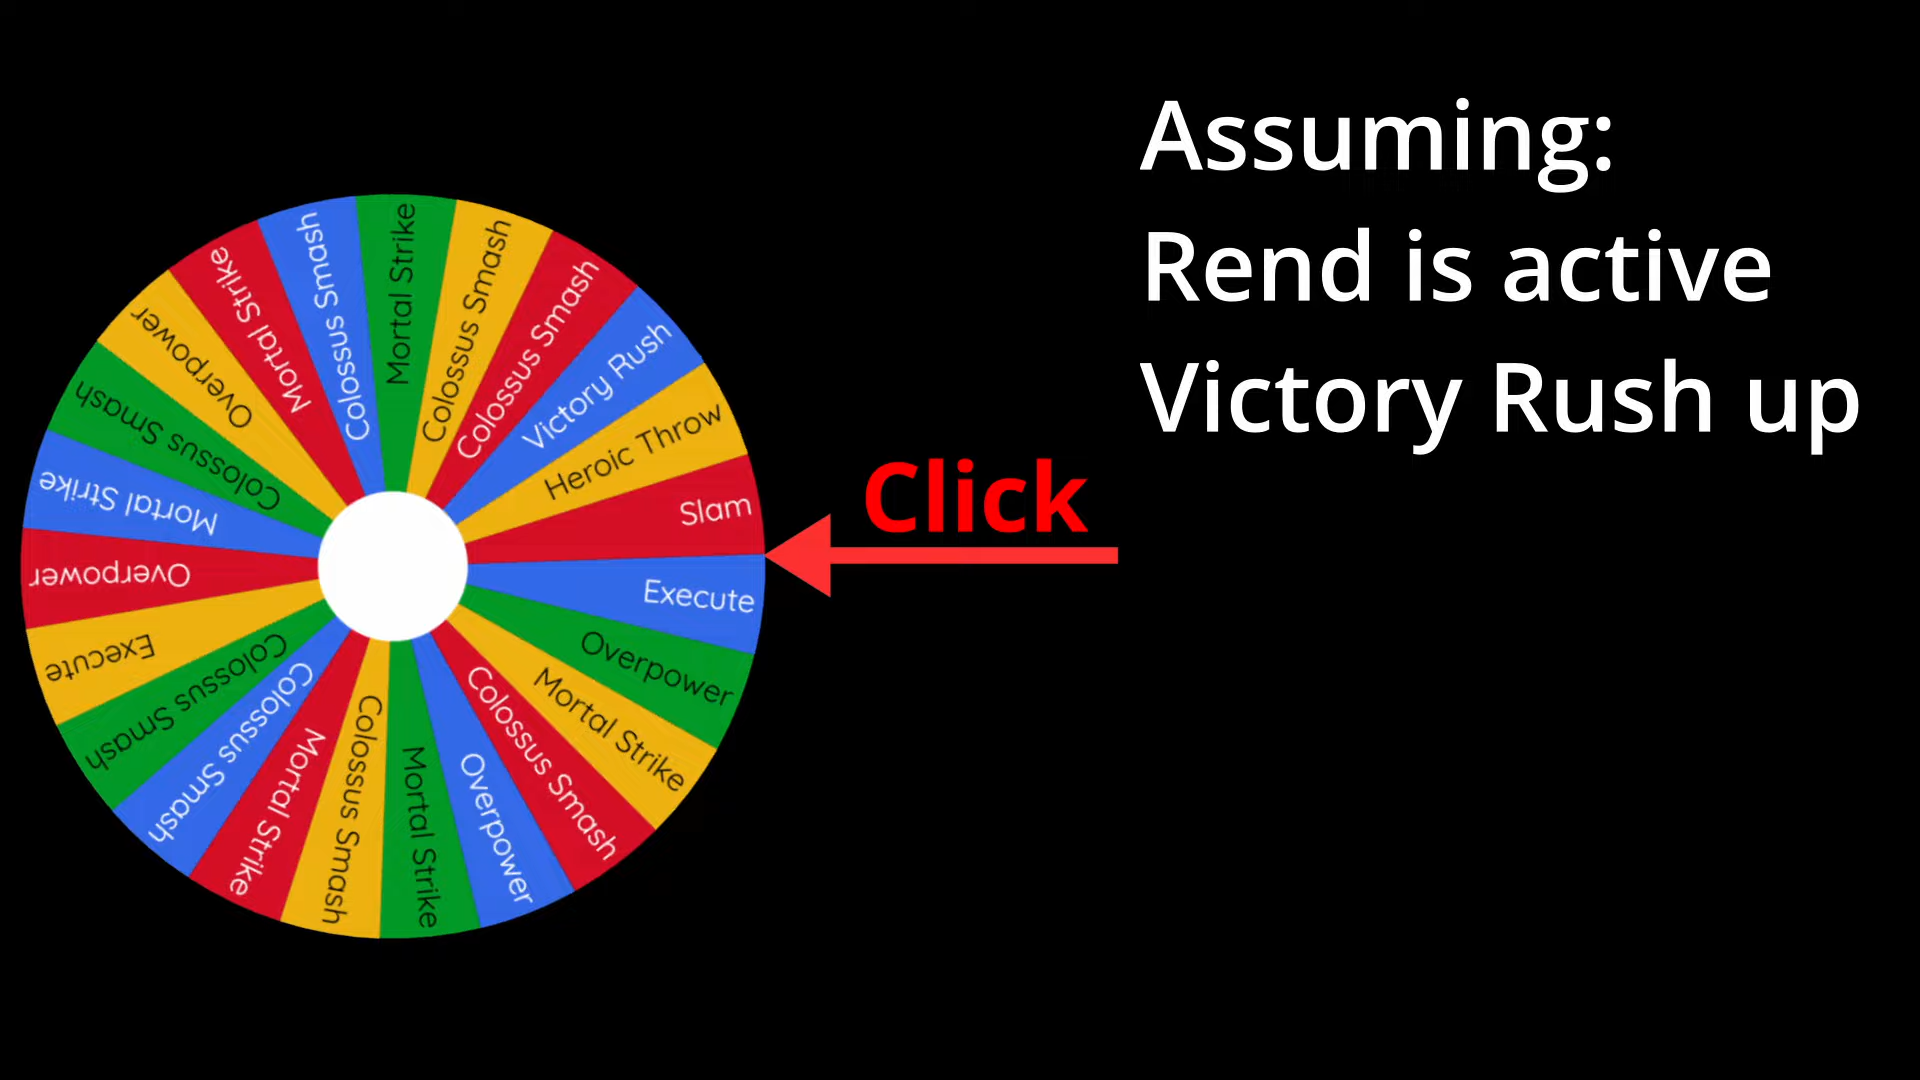 Assuming:
Rend is active
Victory Rush up
Click
Mortal Strike
Colossus Smash
Colossus Smash
Victory Rush
Heroic Throw
Slam
Execute
Overpower
Mortal Strike
Colossus Smash
Overpower
Mortal Strike
Colossus Smash
Mortal Strike
Colossus Smash
Colossus Smash
Execute
Overpower
Mortal Strike
Colossus Smash
Overpower
Mortal Strike
Colossus Smash